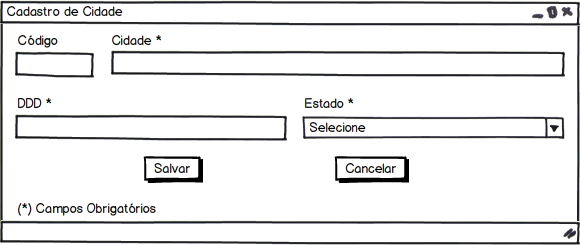 Cadastro de Cidade
Código Cidade *
DDD * Estado *
Selecione
Salvar Cancelar
(*) Campos Obrigatórios